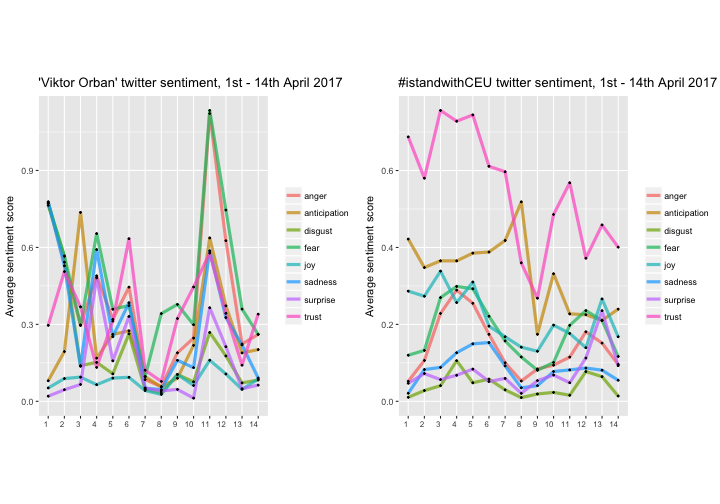 'Viktor Orban' twitter sentiment, 1st - 14th April 2017
Average sentiment score
0.9
0.6
0.3
0.0
1 2 3 4 5 6 7 8 9 10 11 12 13 14
anger
anticipation
disgust
fear
joy
sadness
surprise
trust
#istandwithCEU twitter sentiment, 1st - 14th April 2017
Average sentiment score
0.6
0.4
0.2
0.0
1 2 3 4 5 6 7 8 9 10 11 12 13 14
anger
anticipation
disgust
fear
joy
sadness
surprise
trust